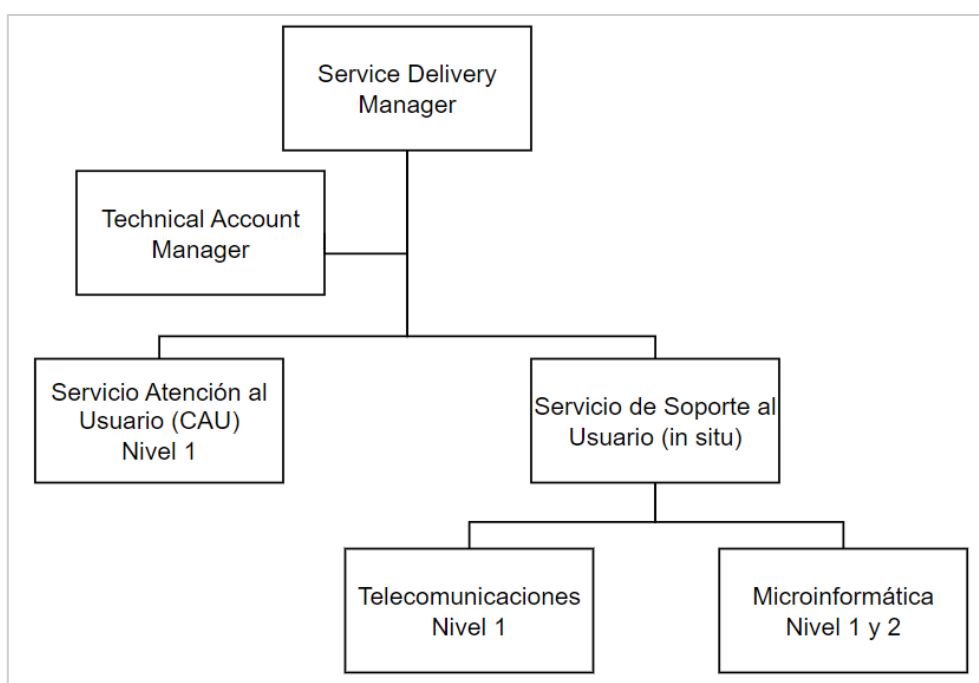 Service Delivery
Manager
Technical Account
Manager
Servicio Atención al
Usuario (CAU)
Nivel 1
Servicio de Soporte al
Usuario (in situ)
Telecomunicaciones
Nivel 1
Microinformática
Nivel 1 y 2